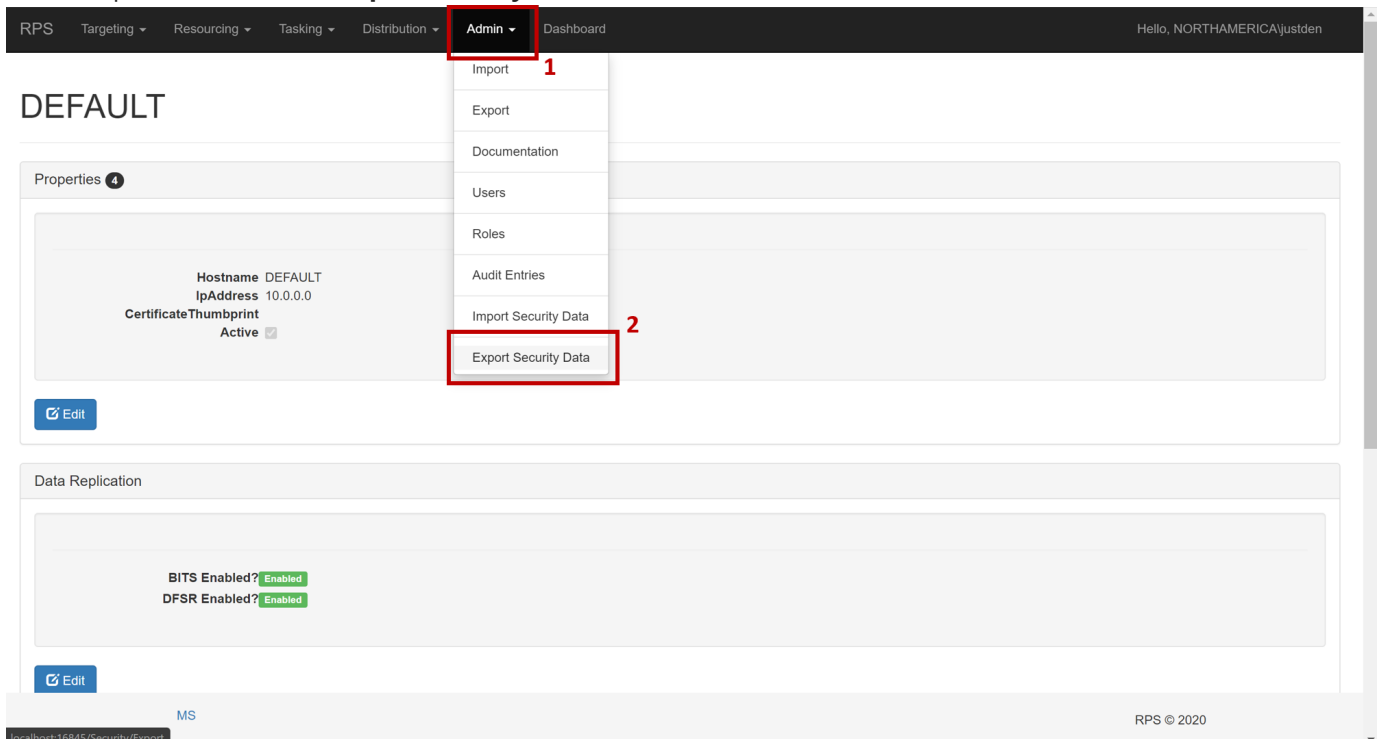 RPS Targeting Resourcing Tasking Distribution Admin Dashboard Hello, NORTHAMERICA\justden
Import 1
DEFAULT
Export
Documentation
Properties 4
Users
Roles
Audit Entries
Hostname DEFAULT
IpAddress 10.0.0.0
CertificateThumbprint
Import Security Data 2
Active
Export Security Data
Edit
Data Replication
BITS Enabled? Enabled
DFSR Enabled? Enabled
Edit
MS
RPS © 2020
localhost:16845/Security/Export